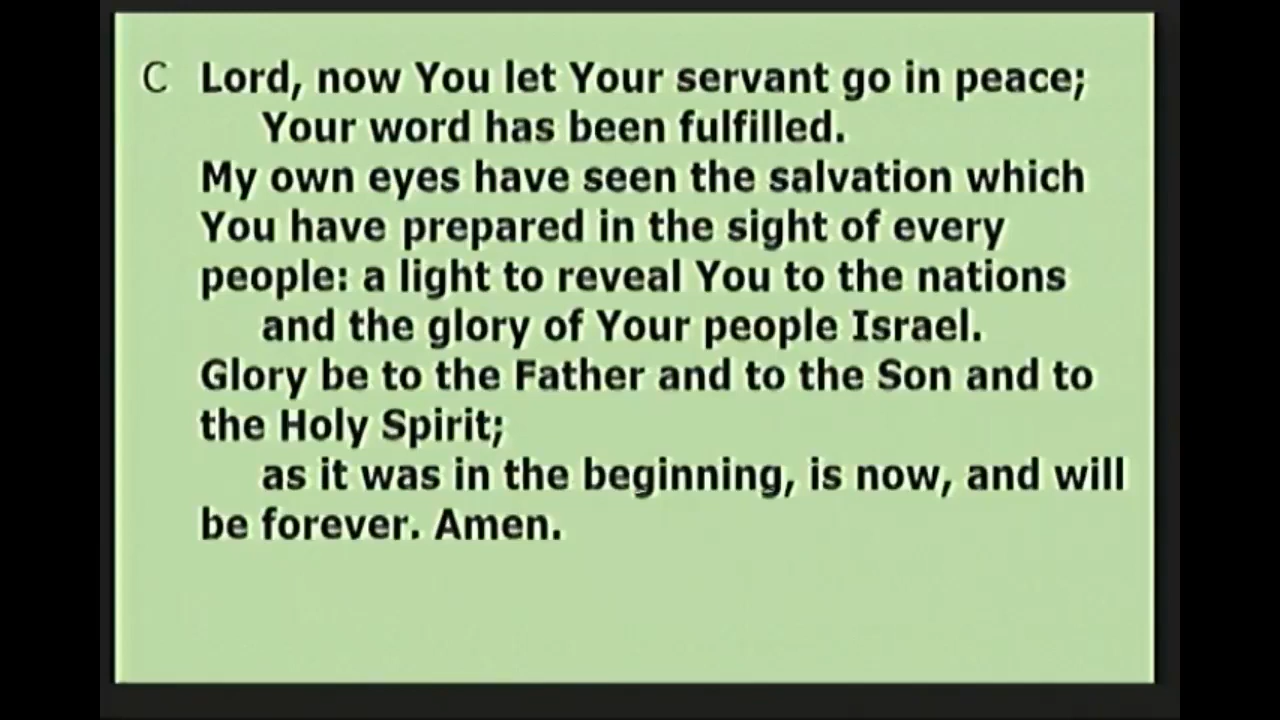 C Lord, now You let Your servant go in peace;
Your word has been fulfilled.
My own eyes have seen the salvation which
You have prepared in the sight of every
people: a light to reveal You to the nations
and the glory of Your people Israel.
Glory be to the Father and to the Son and to
the Holy Spirit;
as it was in the beginning, is now, and will
be forever. Amen.